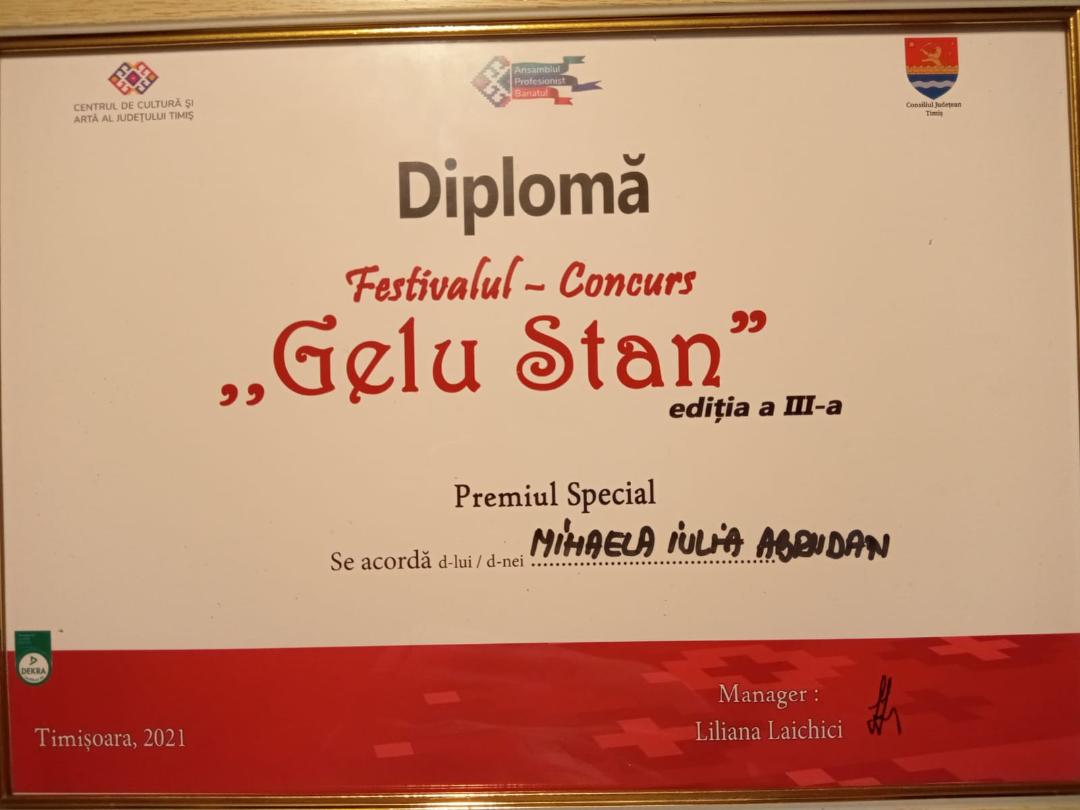 CENTRUL DE CULTURĂ ȘI
ARTĂ AL JUDEȚULUI TIMIȘ
Ansamblul
Profesionist
Banatul
Consiliul Județean
Timiș
Diplomă
Festivalul – Concurs
„Gelu Stan”
ediția a III-a
Premiul Special
Se acordă d-lui / d-nei MIHAELA IULIA ABRUDAN
DEKRA
Timișoara, 2021
Manager :
Liliana Laichici